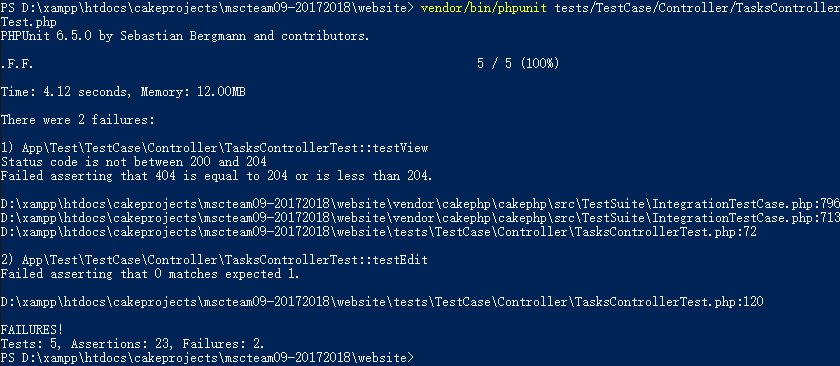 PS D:\xampp\htdocs\cakeprojects\mscteam09-20172018\website> vendor/bin/phpunit tests/TestCase/Controller/TasksController
Test.php
PHPUnit 6.5.0 by Sebastian Bergmann and contributors.
.F.F. 5 / 5 (100%)
Time: 4.12 seconds, Memory: 12.00MB
There were 2 failures:
1) App\Test\TestCase\Controller\TasksControllerTest::testView
Status code is not between 200 and 204
Failed asserting that 404 is equal to 204 or is less than 204.
D:\xampp\htdocs\cakeprojects\mscteam09-20172018\website\vendor\cakephp\cakephp\src\TestSuite\IntegrationTestCase.php:796
D:\xampp\htdocs\cakeprojects\mscteam09-20172018\website\vendor\cakephp\cakephp\src\TestSuite\IntegrationTestCase.php:713
D:\xampp\htdocs\cakeprojects\mscteam09-20172018\website\tests\TestCase\Controller\TasksControllerTest.php:72
2) App\Test\TestCase\Controller\TasksControllerTest::testEdit
Failed asserting that 0 matches expected 1.
D:\xampp\htdocs\cakeprojects\mscteam09-20172018\website\tests\TestCase\Controller\TasksControllerTest.php:120
FAILURES!
Tests: 5, Assertions: 23, Failures: 2.
PS D:\xampp\htdocs\cakeprojects\mscteam09-20172018\website>